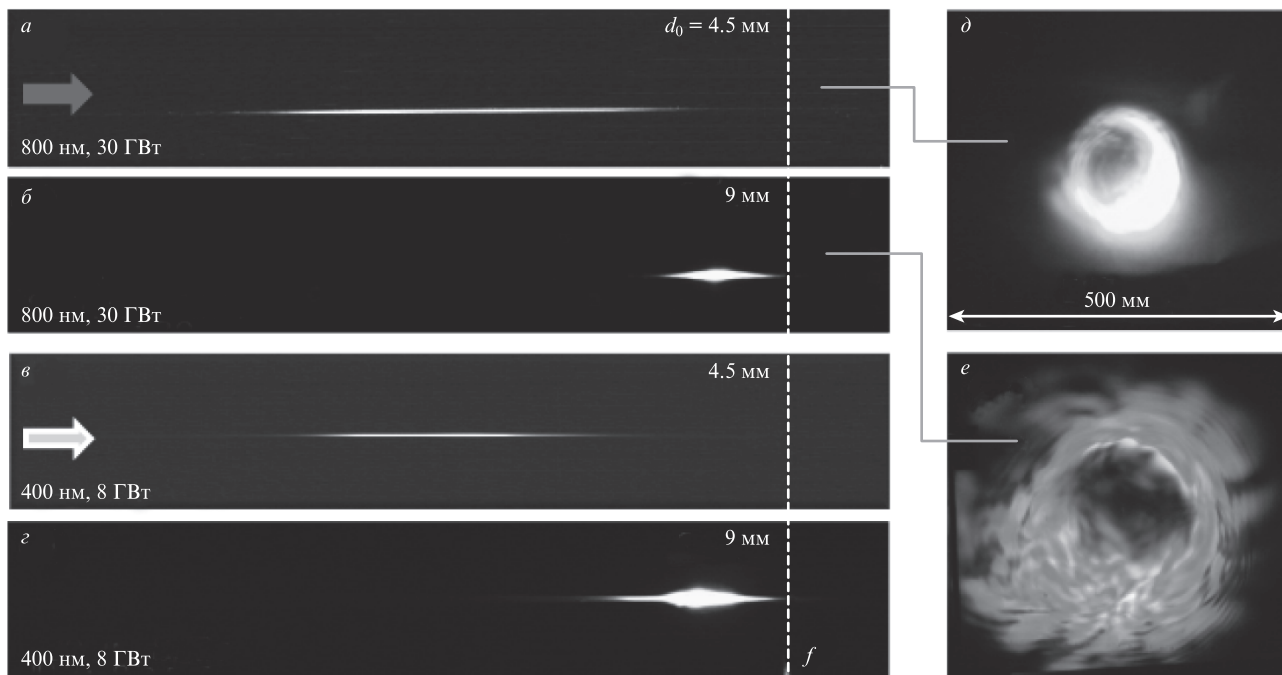 а
d₀ = 4.5 мм
800 нм, 30 ГВт
б
9 мм
800 нм, 30 ГВт
в
4.5 мм
400 нм, 8 ГВт
г
9 мм
400 нм, 8 ГВт
f
д
500 мм
е